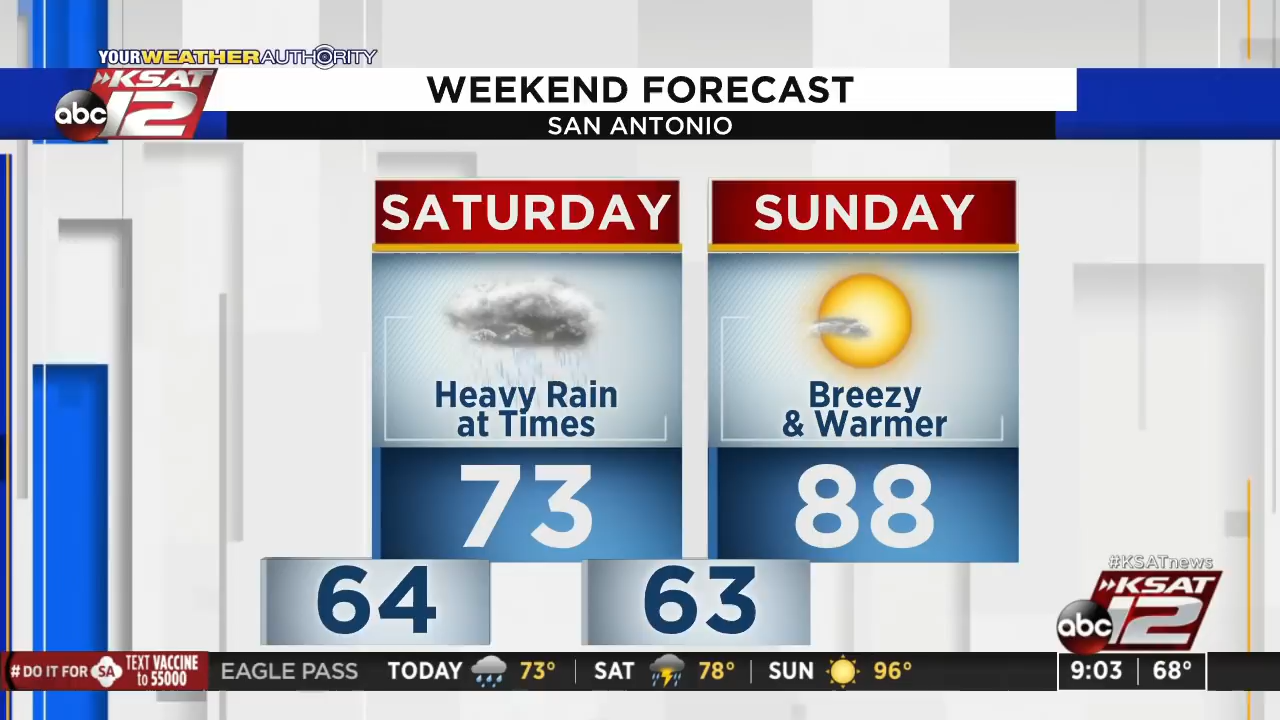 YOURWEATHERAUTHORITY
KSAT
abc 12
WEEKEND FORECAST
SAN ANTONIO
SATURDAY
SUNDAY
Heavy Rain
at Times
Breezy
& Warmer
73
88
64
63
#KSATnews
KSAT
abc 12
#DO IT FOR SA TEXT VACCINE
to 55000
EAGLE PASS TODAY 73° SAT 78° SUN 96°
9:03 68°